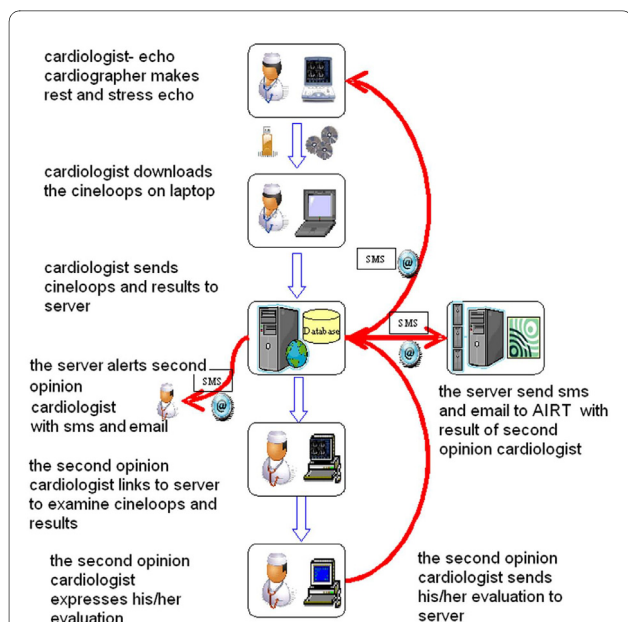 cardiologist- echo
cardiographer makes
rest and stress echo
cardiologist downloads
the cineloops on laptop
cardiologist sends
cineloops and results to
server
SMS
@
Database
SMS
@
the server alerts second
opinion
cardiologist
with sms and email
SMS
@
the server send sms
and email to AIRT with
result of second
opinion cardiologist
the second opinion
cardiologist links to server
to examine cineloops and
results
the second opinion
cardiologist
expresses his/her
evaluation
the second opinion
cardiologist sends
his/her evaluation to
server